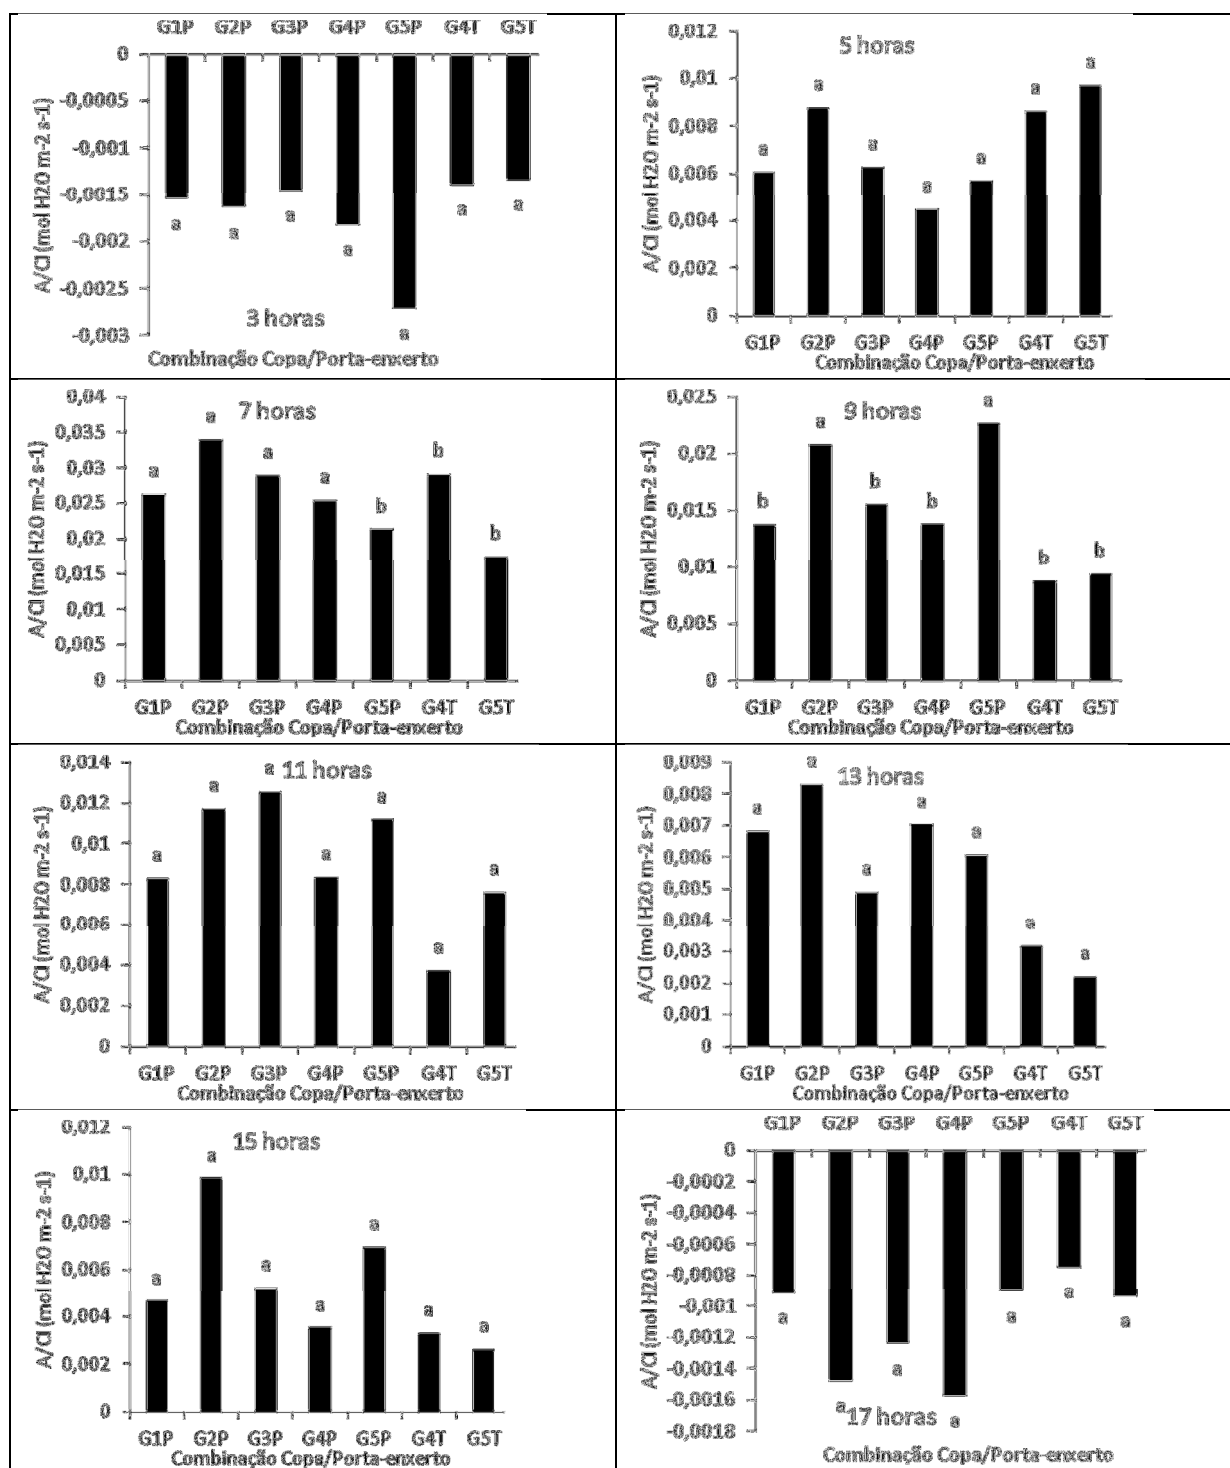 G1P G2P G3P G4P G5P G4T G5T
0
-0,0005
-0,001
-0,0015
-0,002
-0,0025
-0,003
A/CI (mol H2O m-2 s-1)
a a a a a a a
3 horas
Combinação Copa/Porta-enxerto
0,012
0,01
0,008
0,006
0,004
0,002
0
A/CI (mol H2O m-2 s-1)
5 horas
a a a a a a a
G1P G2P G3P G4P G5P G4T G5T
Combinação Copa/Porta-enxerto
0,04
0,035
0,03
0,025
0,02
0,015
0,01
0,005
0
A/CI (mol H2O m-2 s-1)
7 horas
a a a a b b b
G1P G2P G3P G4P G5P G4T G5T
Combinação Copa/Porta-enxerto
0,025
0,02
0,015
0,01
0,005
0
A/CI (mol H2O m-2 s-1)
9 horas
b a b b a b b
G1P G2P G3P G4P G5P G4T G5T
Combinação Copa/Porta-enxerto
0,014
0,012
0,01
0,008
0,006
0,004
0,002
0
A/CI (mol H2O m-2 s-1)
11 horas
a a a a a a a
G1P G2P G3P G4P G5P G4T G5T
Combinação Copa/Porta-enxerto
0,009
0,008
0,007
0,006
0,005
0,004
0,003
0,002
0,001
0
A/CI (mol H2O m-2 s-1)
13 horas
a a a a a a a
G1P G2P G3P G4P G5P G4T G5T
Combinação Copa/Porta-enxerto
0,012
0,01
0,008
0,006
0,004
0,002
0
A/CI (mol H2O m-2 s-1)
15 horas
a a a a a a a
G1P G2P G3P G4P G5P G4T G5T
Combinação Copa/Porta-enxerto
G1P G2P G3P G4P G5P G4T G5T
0
-0,0002
-0,0004
-0,0006
-0,0008
-0,001
-0,0012
-0,0014
-0,0016
-0,0018
A/CI (mol H2O m-2 s-1)
a a a a a a a
17 horas
Combinação Copa/Porta-enxerto